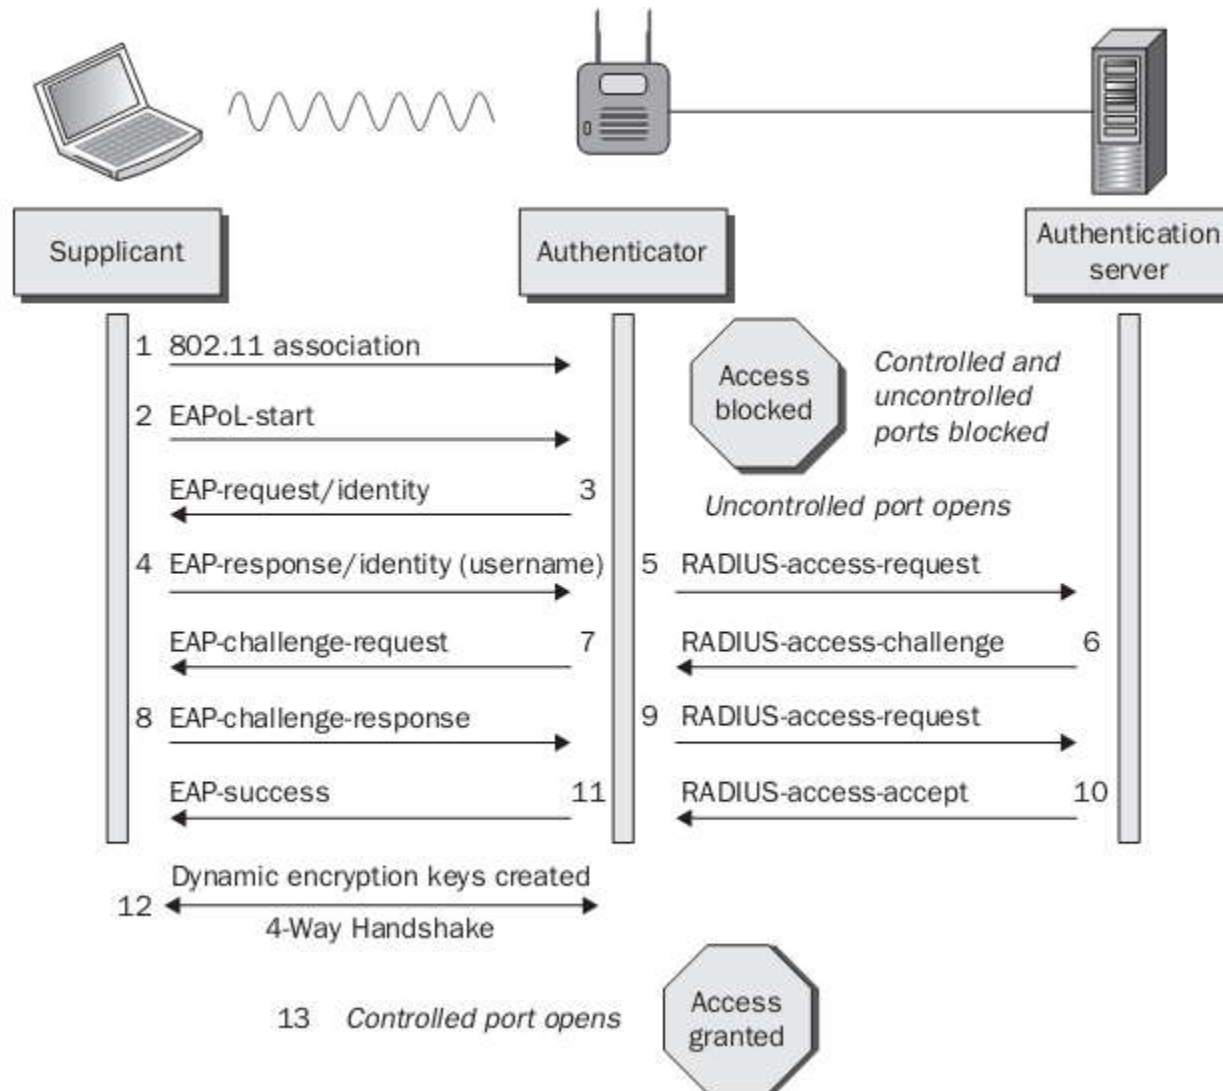 Supplicant
Authenticator
Authentication
server
1 802.11 association
Access
blocked
Controlled and
uncontrolled
ports blocked
2 EAPoL-start
EAP-request/identity 3
Uncontrolled port opens
4 EAP-response/identity (username)
5 RADIUS-access-request
EAP-challenge-request 7
RADIUS-access-challenge 6
8 EAP-challenge-response
9 RADIUS-access-request
EAP-success 11
RADIUS-access-accept 10
Dynamic encryption keys created
12
4-Way Handshake
13 Controlled port opens
Access
granted